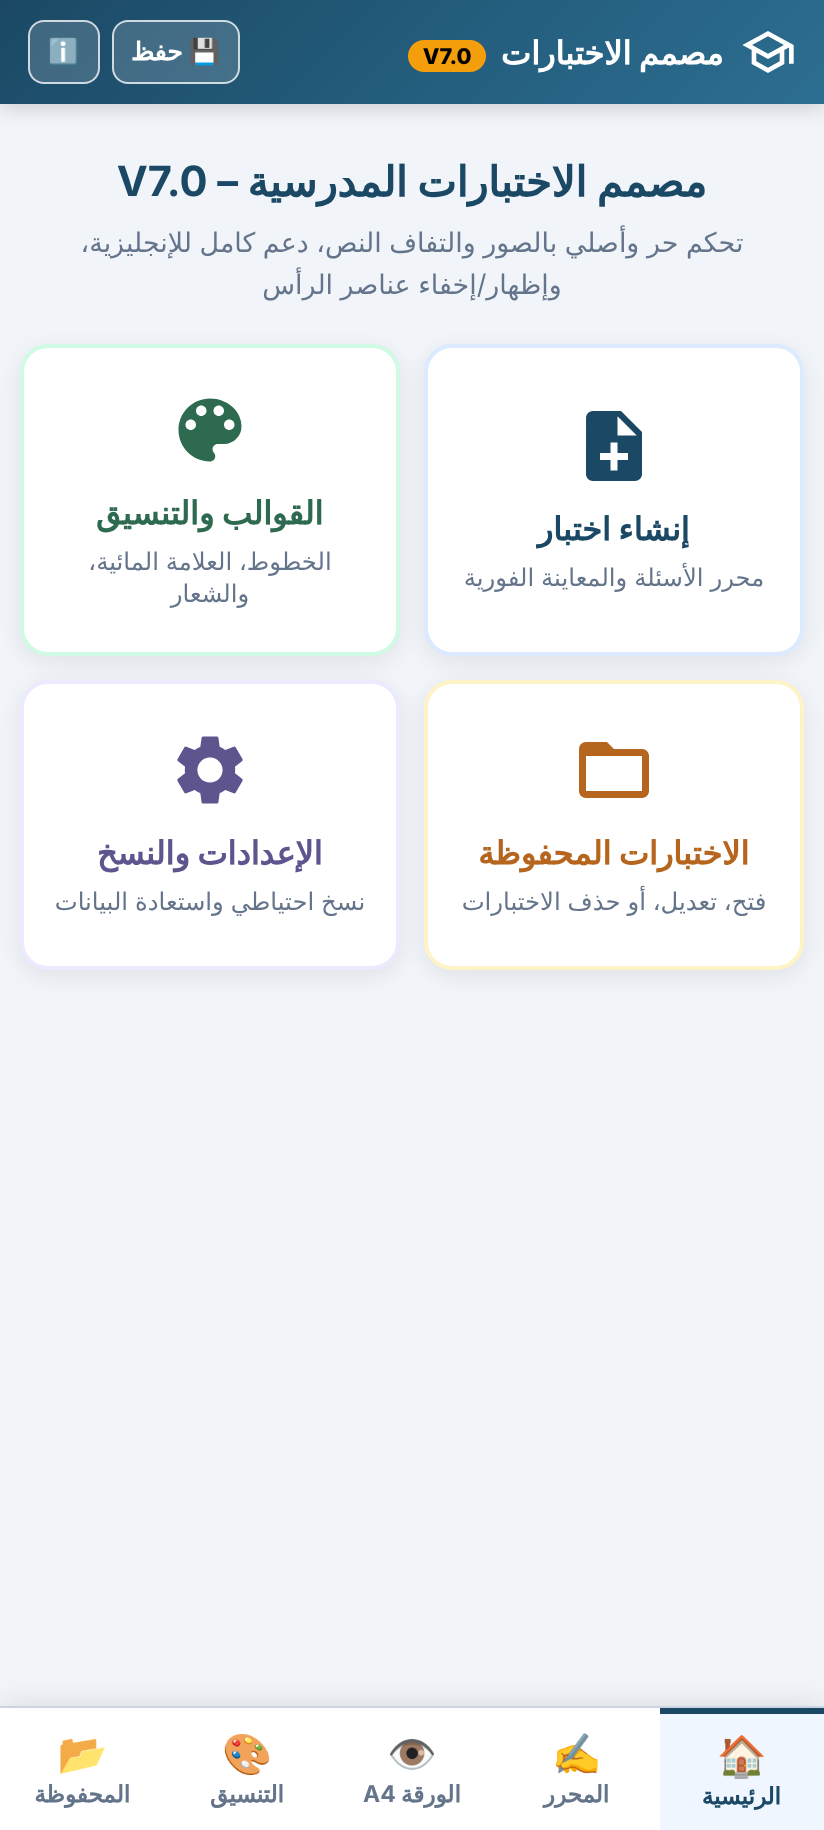 مصمم الاختبارات V7.0
حفظ
مصمم الاختبارات المدرسية – V7.0
تحكم حر وأصلي بالصور والتفاف النص، دعم كامل للإنجليزية،
وإظهار/إخفاء عناصر الرأس
إنشاء اختبار
محرر الأسئلة والمعاينة الفورية
القوالب والتنسيق
الخطوط، العلامة المائية،
والشعار
الاختبارات المحفوظة
فتح، تعديل، أو حذف الاختبارات
الإعدادات والنسخ
نسخ احتياطي واستعادة البيانات
الرئيسية
المحرر
الورقة A4
التنسيق
المحفوظة